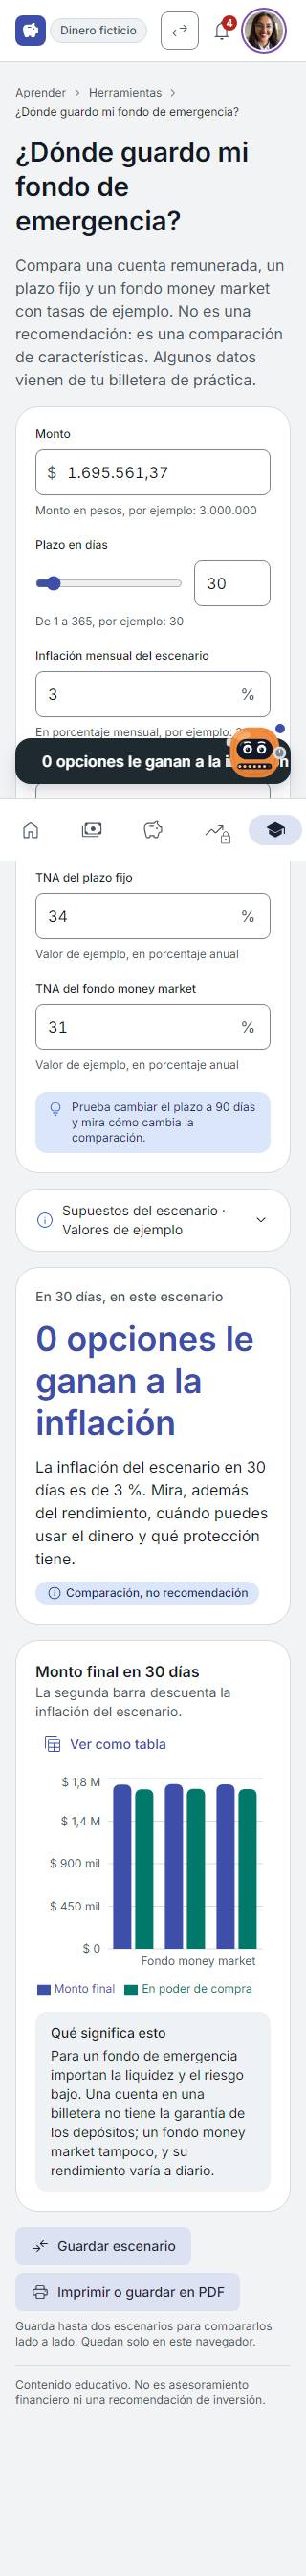 Dinero ficticio
4
Aprender > Herramientas >
¿Dónde guardo mi fondo de emergencia?
¿Dónde guardo mi
fondo de
emergencia?
Compara una cuenta remunerada, un
plazo fijo y un fondo money market
con tasas de ejemplo. No es una
recomendación: es una comparación
de características. Algunos datos
vienen de tu billetera de práctica.
Monto
$ 1.695.561,37
Monto en pesos, por ejemplo: 3.000.000
Plazo en días
30
De 1 a 365, por ejemplo: 30
Inflación mensual del escenario
3 %
En porcentaje mensual, por ejemplo:
0 opciones le ganan a la
TNA del plazo fijo
34 %
Valor de ejemplo, en porcentaje anual
TNA del fondo money market
31 %
Valor de ejemplo, en porcentaje anual
Prueba cambiar el plazo a 90 días
y mira cómo cambia la
comparación.
Supuestos del escenario ·
Valores de ejemplo
En 30 días, en este escenario
0 opciones le
ganan a la
inflación
La inflación del escenario en 30
días es de 3 %. Mira, además
del rendimiento, cuándo puedes
usar el dinero y qué protección
tiene.
Comparación, no recomendación
Monto final en 30 días
La segunda barra descuenta la
inflación del escenario.
Ver como tabla
$ 1,8 M
$ 1,4 M
$ 900 mil
$ 450 mil
$ 0
Fondo money market
Monto final En poder de compra
Qué significa esto
Para un fondo de emergencia
importan la liquidez y el riesgo
bajo. Una cuenta en una
billetera no tiene la garantía de
los depósitos; un fondo money
market tampoco, y su
rendimiento varía a diario.
Guardar escenario
Imprimir o guardar en PDF
Guarda hasta dos escenarios para compararlos
lado a lado. Quedan solo en este navegador.
Contenido educativo. No es asesoramiento
financiero ni una recomendación de inversión.